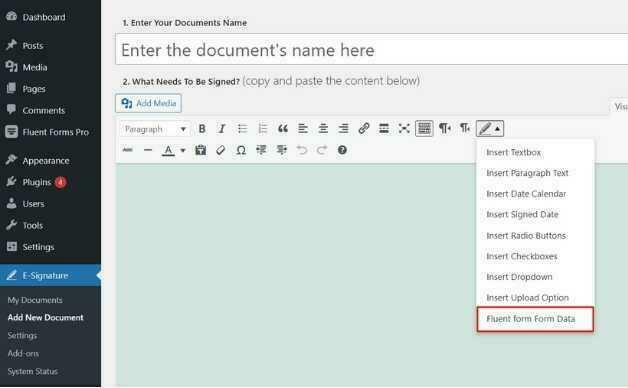 Dashboard
Posts
Media
Pages
Comments
Fluent Forms Pro
Appearance
Plugins 4
Users
Tools
Settings
E-Signature
My Documents
Add New Document
Settings
Add-ons
System Status
1. Enter Your Documents Name
Enter the document's name here
2. What Needs To Be Signed? (copy and paste the content below)
Add Media
Paragraph
B I
A Ω
Insert Textbox
Insert Paragraph Text
Insert Date Calendar
Insert Signed Date
Insert Radio Buttons
Insert Checkboxes
Insert Dropdown
Insert Upload Option
Fluent form Form Data